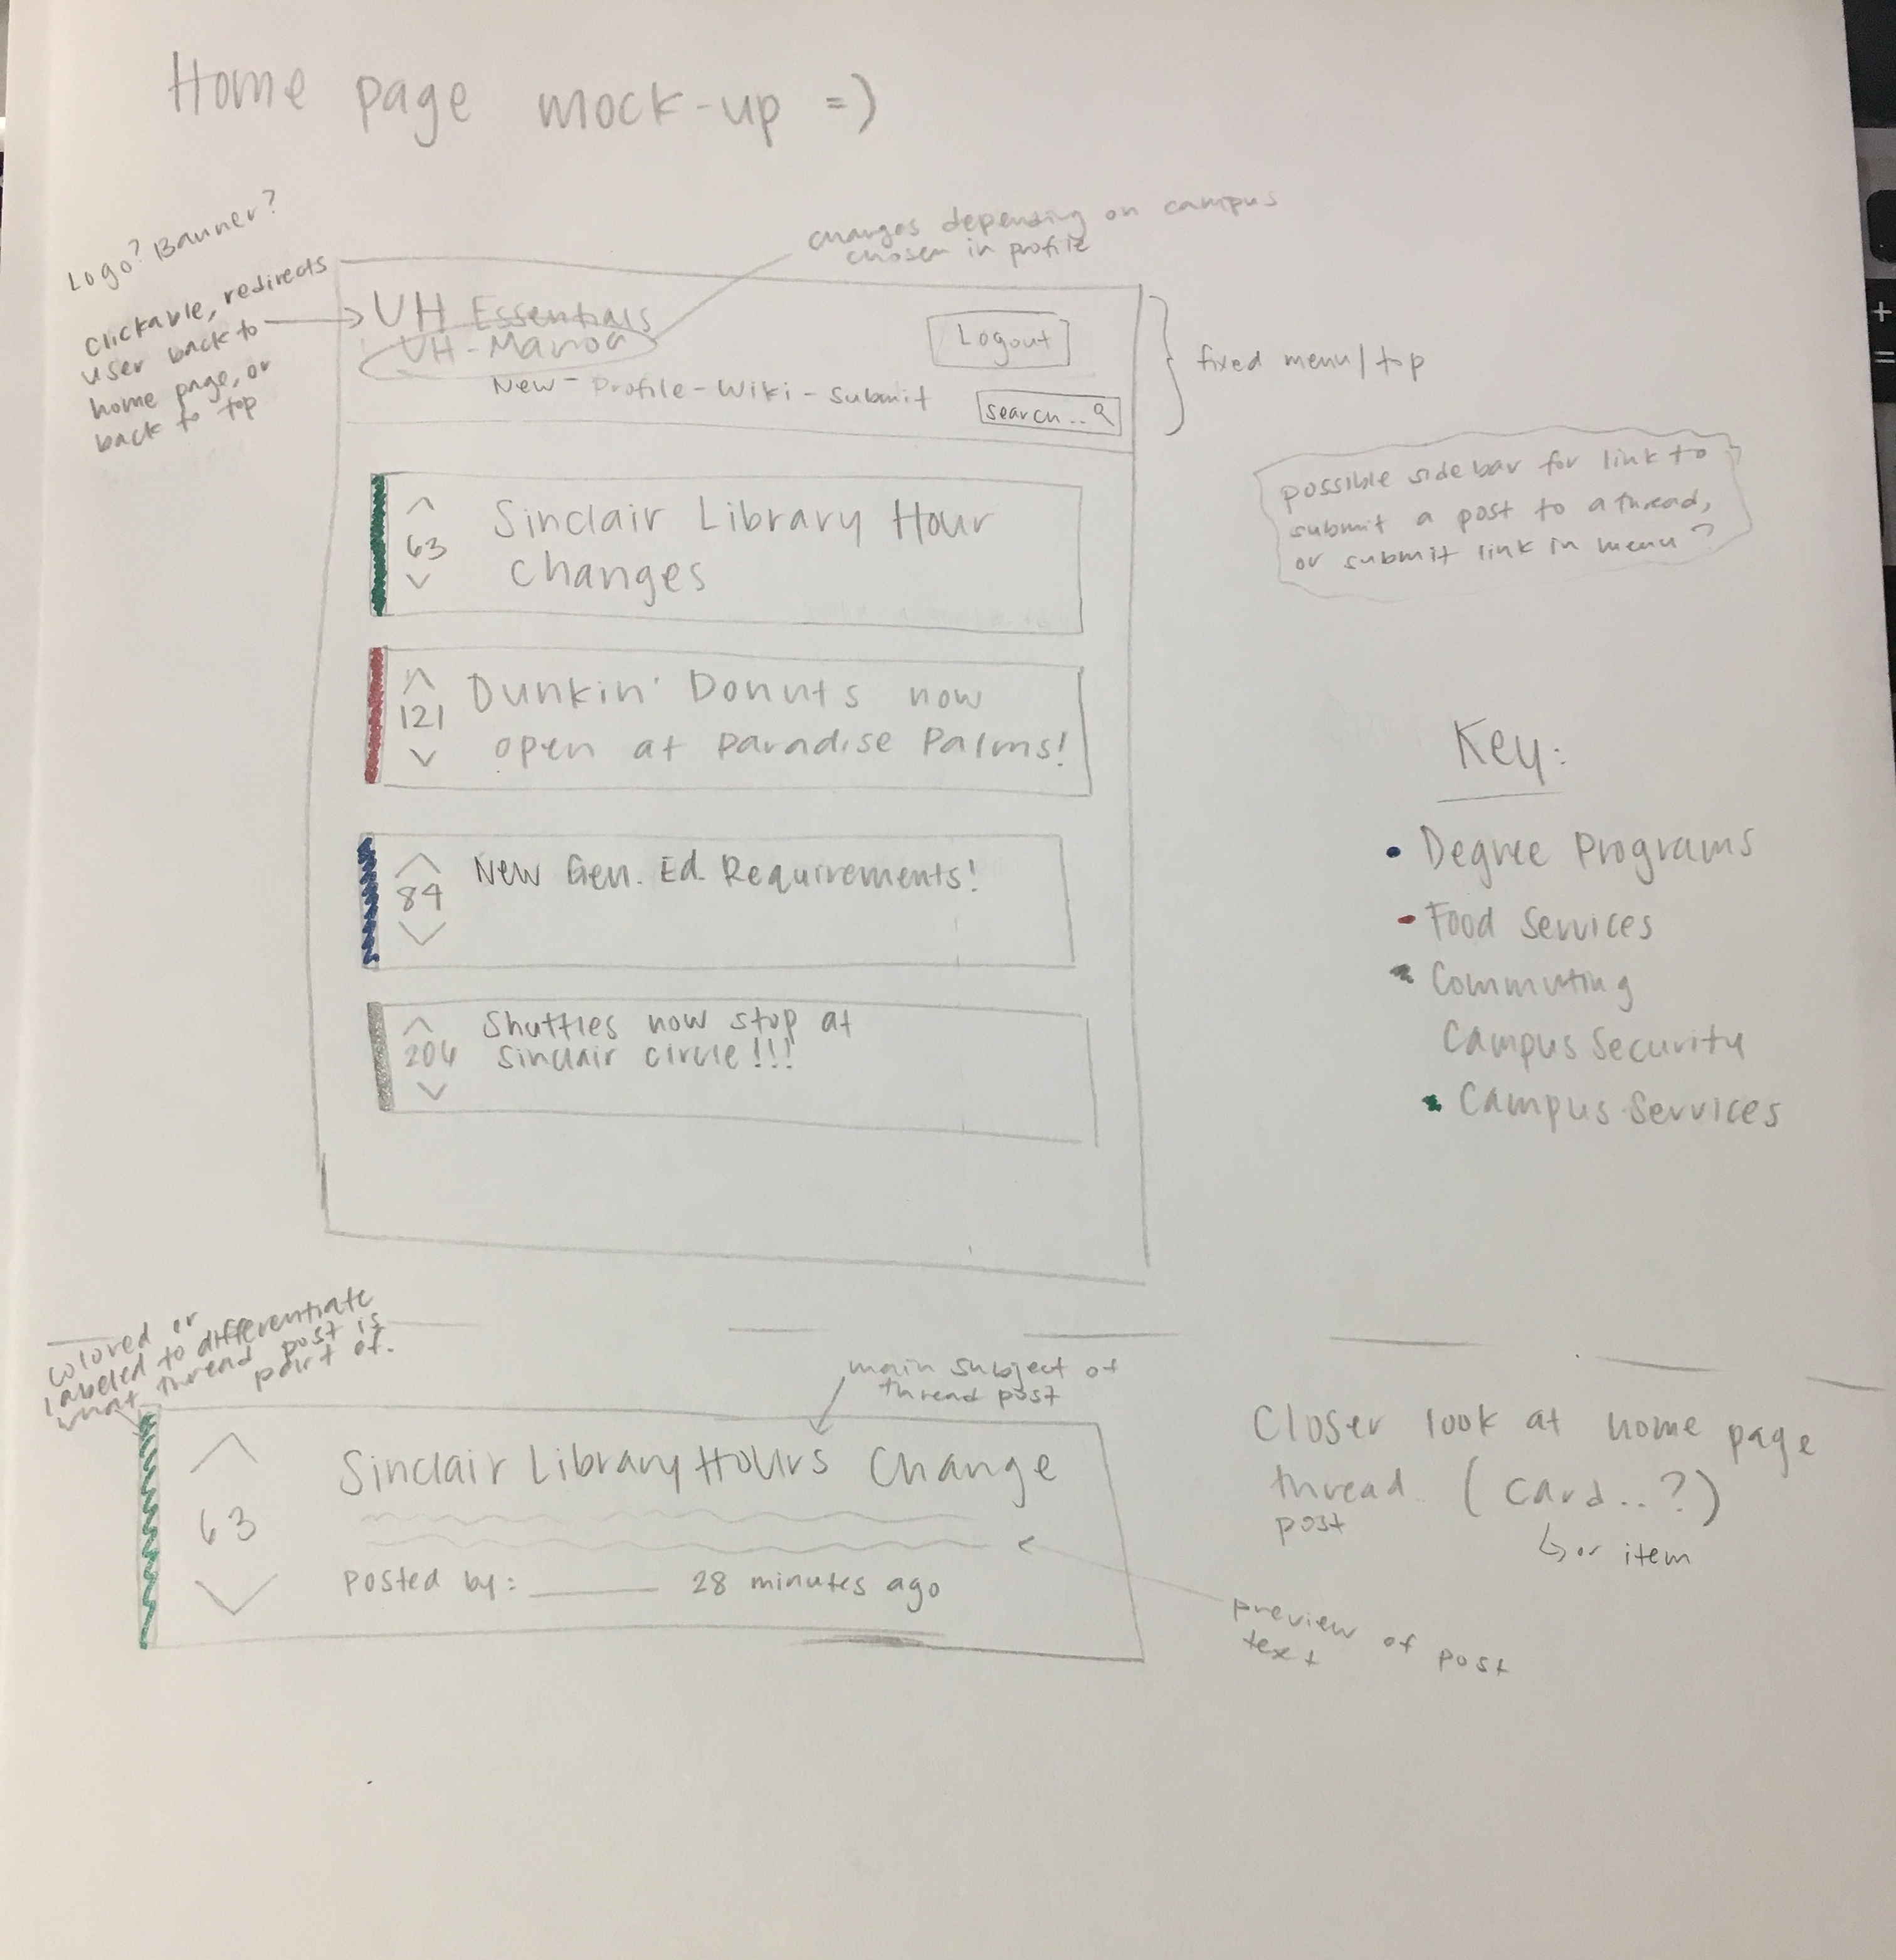 Home page mock-up =)
Logo? Banner?
Clickable, redirects
user back to
home page, or
back to top
changes depending on campus
chosen in profile
UH Essentials
UH-Manoa
Logout
New - Profile - Wiki - Submit
search..
fixed menu/top
possible sidebar for link to
submit a post to a thread,
or submit link in menu?
63
Sinclair Library Hour
changes
121
Dunkin' Donuts now
open at Paradise Palms!
84
New Gen. Ed. Requirements!
206
Shuttles now stop at
Sinclair circle!!!
Key:
Degree Programs
Food Services
Commuting
Campus Security
Campus Services
colored or
labeled to differentiate
what thread post is
part of.
main subject of
thread post
63
Sinclair Library Hours Change
Posted by: ______ 28 minutes ago
Closer look at home page
thread (card..?)
post
or item
preview of post
text